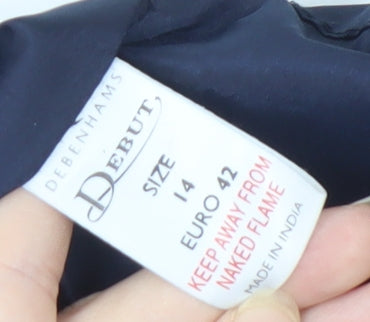 DEBENHAMS
DEBUT
SIZE
14
EURO 42
KEEP AWAY FROM
NAKED FLAME
MADE IN INDIA